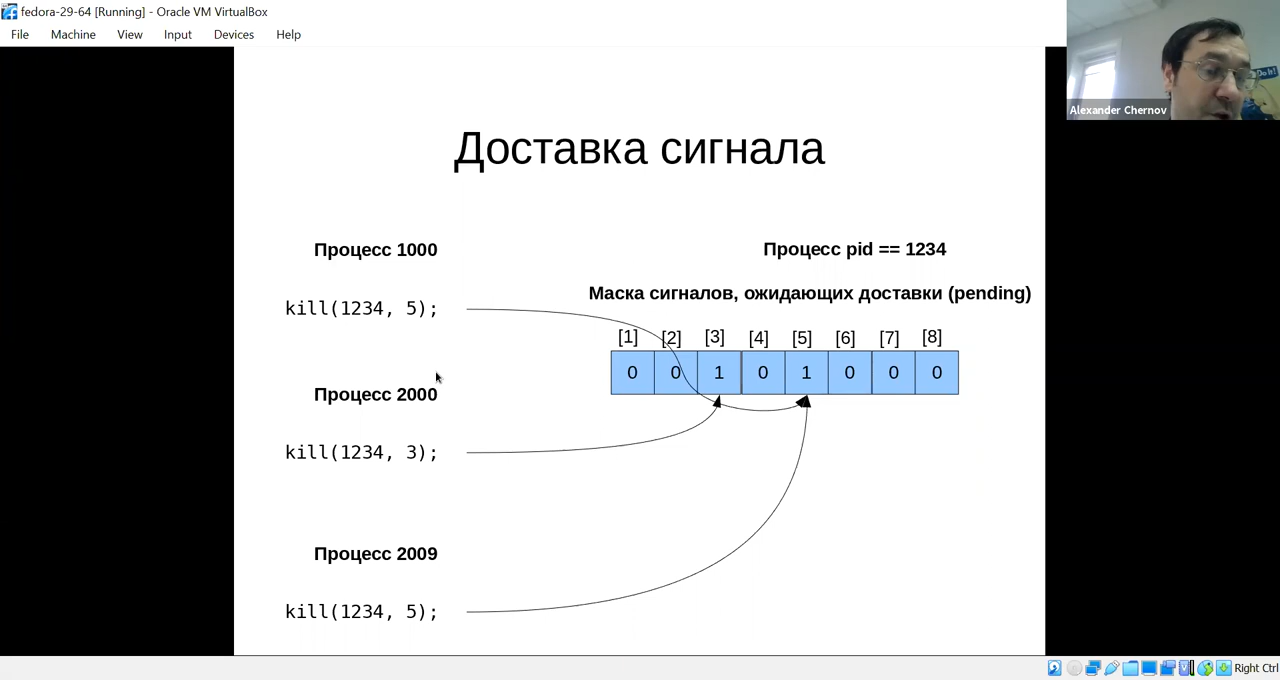 fedora-29-64 [Running] - Oracle VM VirtualBox
File Machine View Input Devices Help
Alexander Chernov
Do It!
Доставка сигнала
Процесс 1000
Процесс pid == 1234
Маска сигналов, ожидающих доставки (pending)
kill(1234, 5);
[1] [2] [3] [4] [5] [6] [7] [8]
0 0 1 0 1 0 0 0
Процесс 2000
kill(1234, 3);
Процесс 2009
kill(1234, 5);
Right Ctrl